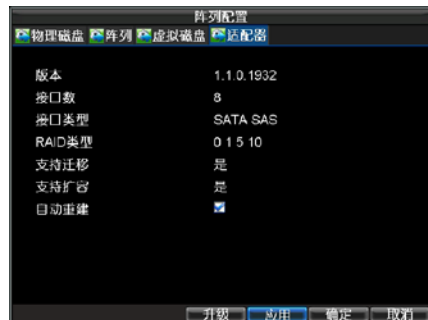 阵列配置
物理磁盘 阵列 虚拟磁盘 适配器
版本 1.1.0.1932
接口数 8
接口类型 SATA SAS
RAID类型 0 1 5 10
支持迁移 是
支持扩容 是
自动重建
升级 应用 确定 取消